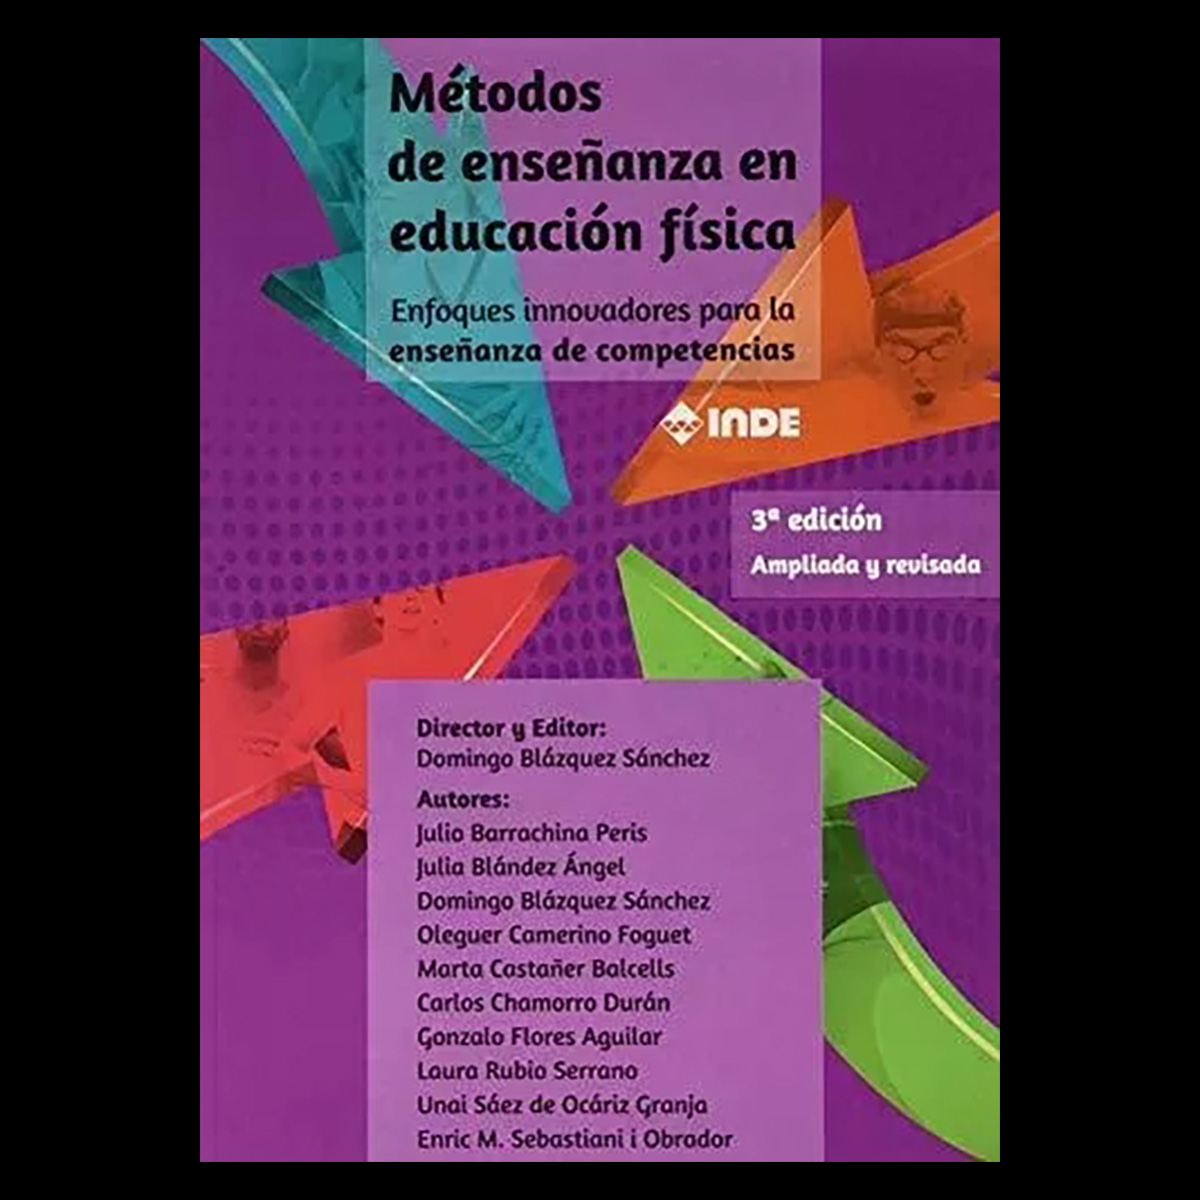 Métodos
de enseñanza en
educación física
Enfoques innovadores para la
enseñanza de competencias
INDE
3ª edición
Ampliada y revisada
Director y Editor:
Domingo Blázquez Sánchez
Autores:
Julio Barrachina Peris
Julia Blández Ángel
Domingo Blázquez Sánchez
Oleguer Camerino Foguet
Marta Castañer Balcells
Carlos Chamorro Durán
Gonzalo Flores Aguilar
Laura Rubio Serrano
Unai Sáez de Ocáriz Granja
Enric M. Sebastiani i Obrador